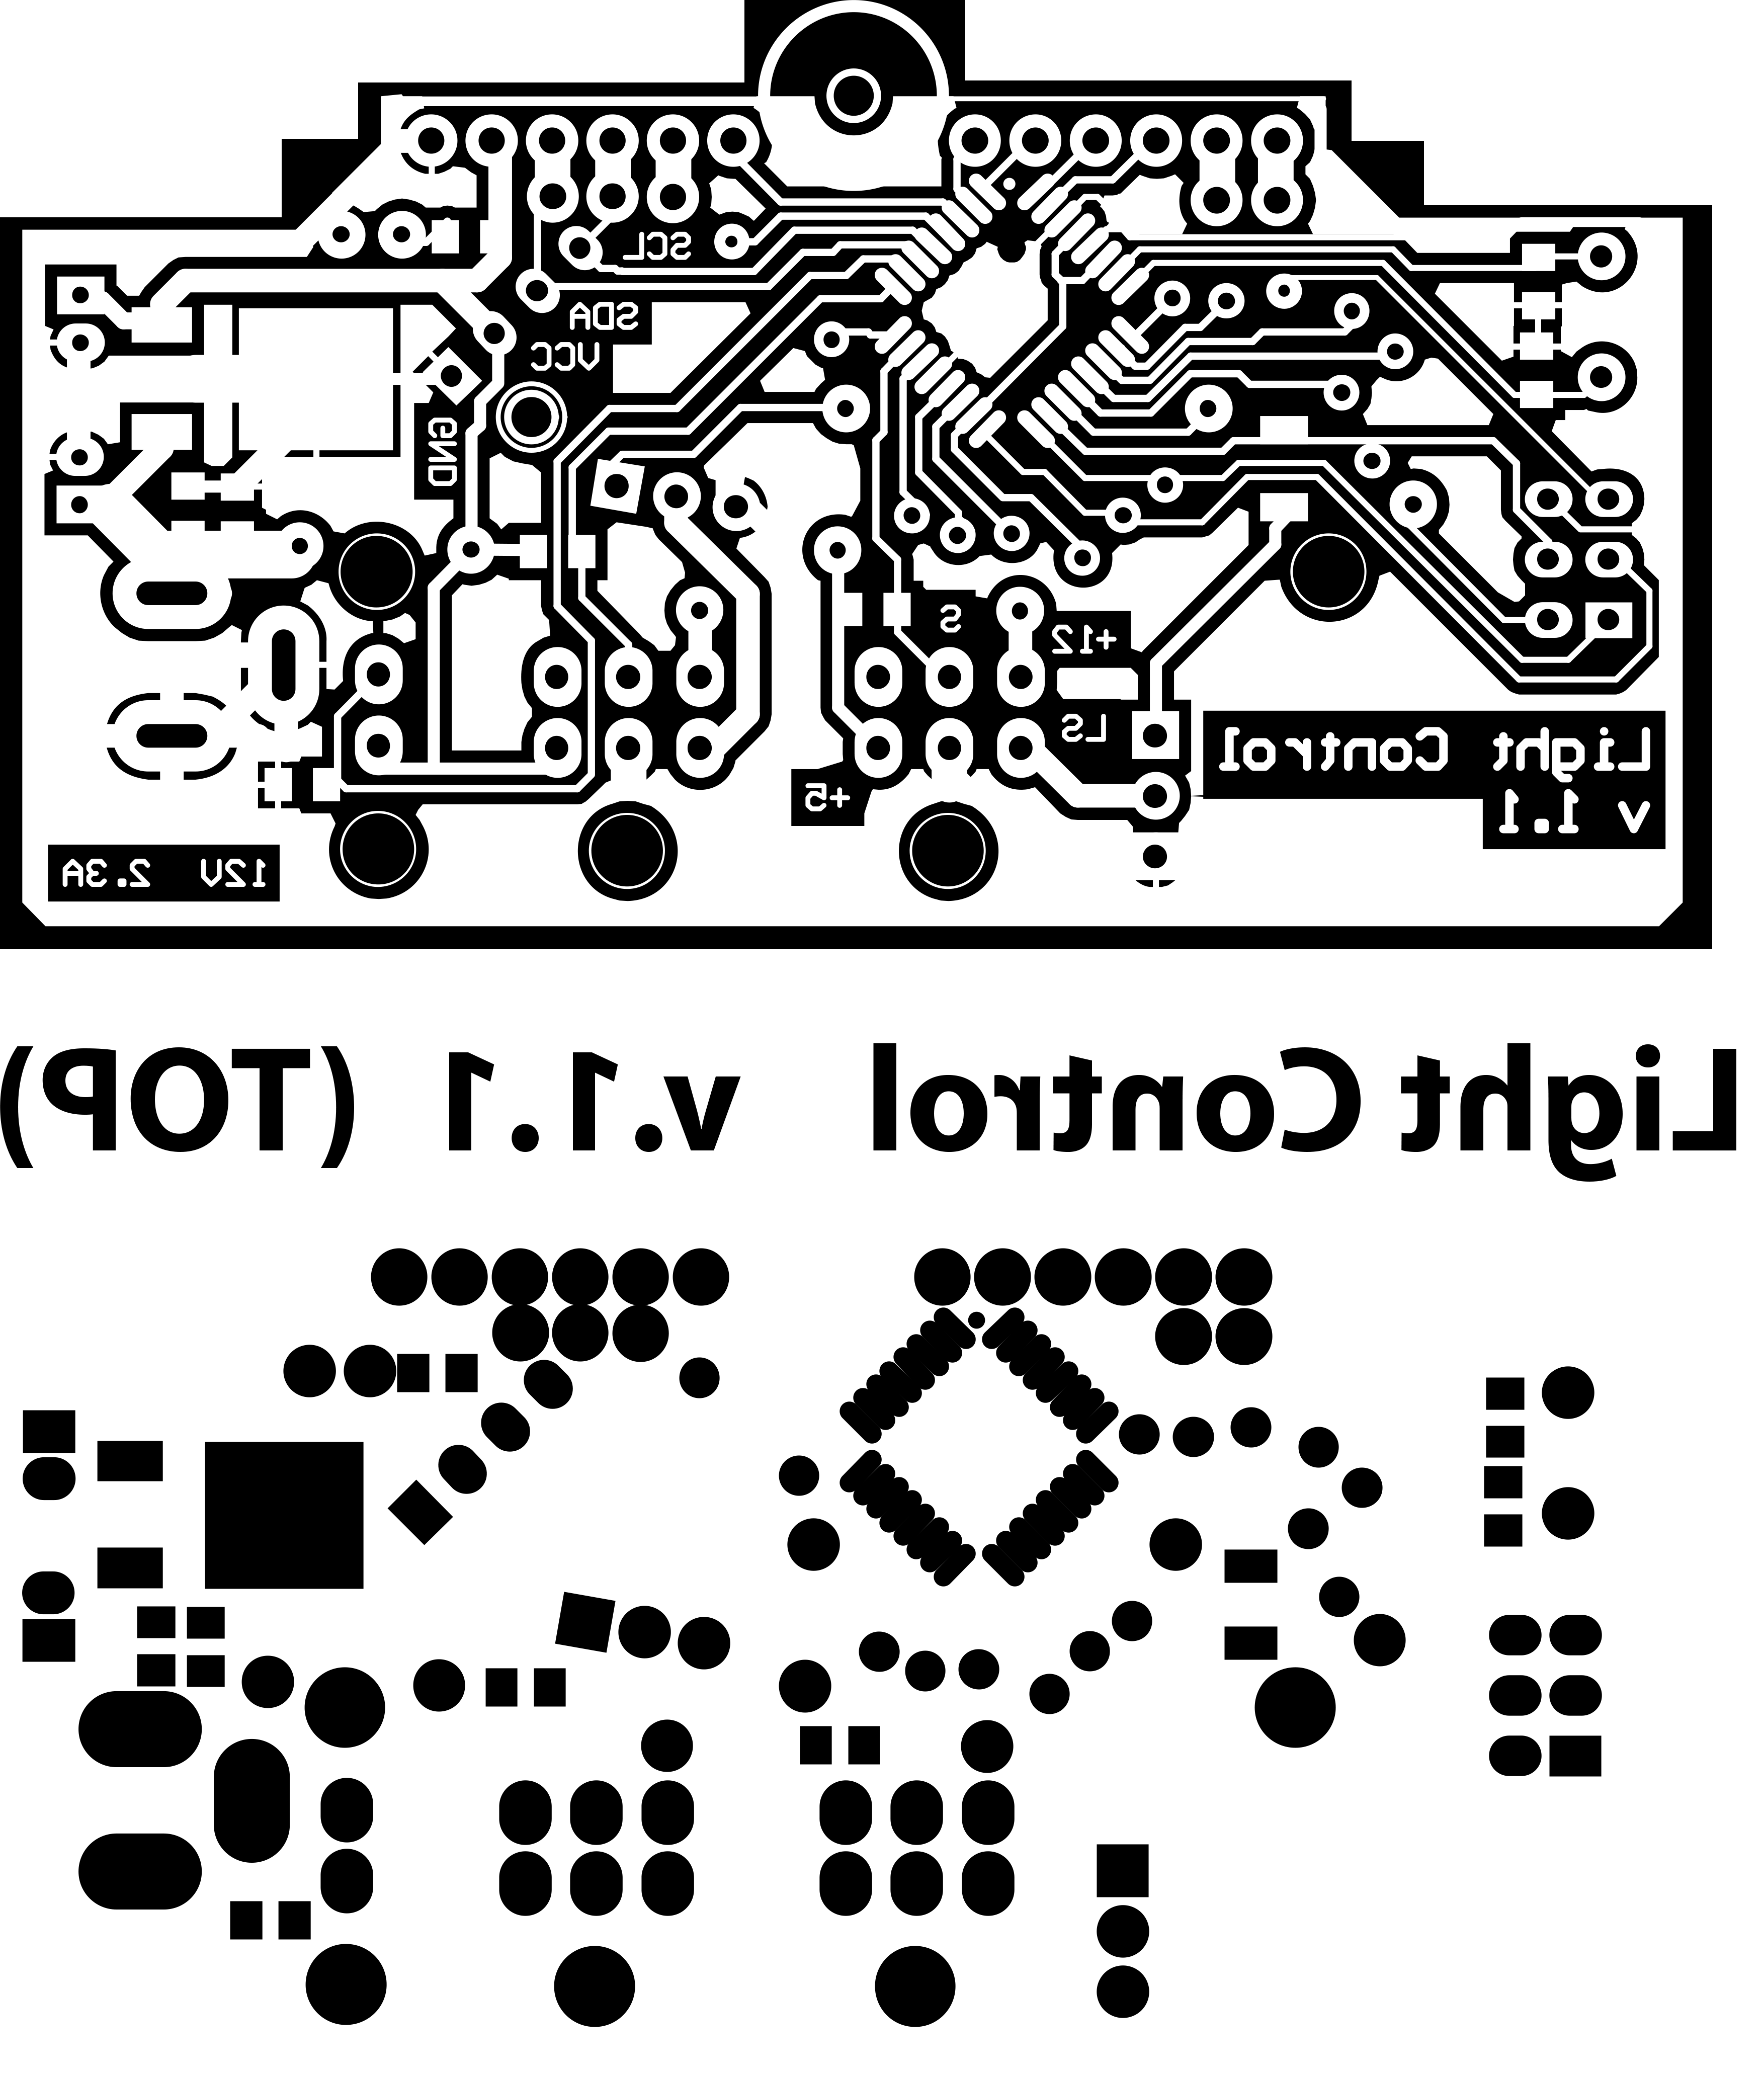 SCL
SDA
VCC
GND
S
+12
LS
Light Control
v 1.1
+5
12V 2.3A
Light Control v.1.1 (TOP)